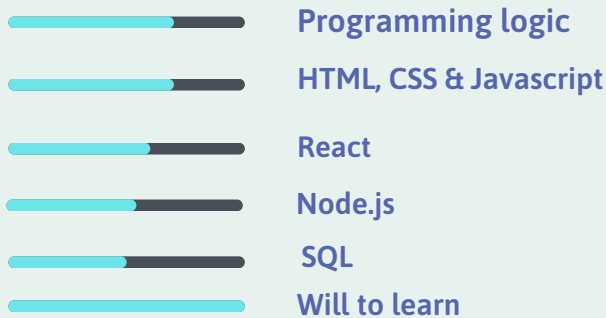 Programming logic
HTML, CSS & Javascript
React
Node.js
SQL
Will to learn